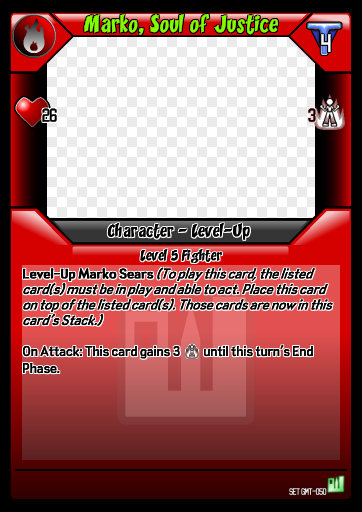 Marko, Soul of Justice
4
26
3
Character - Level-Up
Level 5 Fighter
Level-Up Marko Sears (To play this card, the listed
card(s) must be in play and able to act. Place this card
on top of the listed card(s). Those cards are now in this
card's Stack.)
On Attack: This card gains 3 until this turn's End
Phase.
SET GMT-050